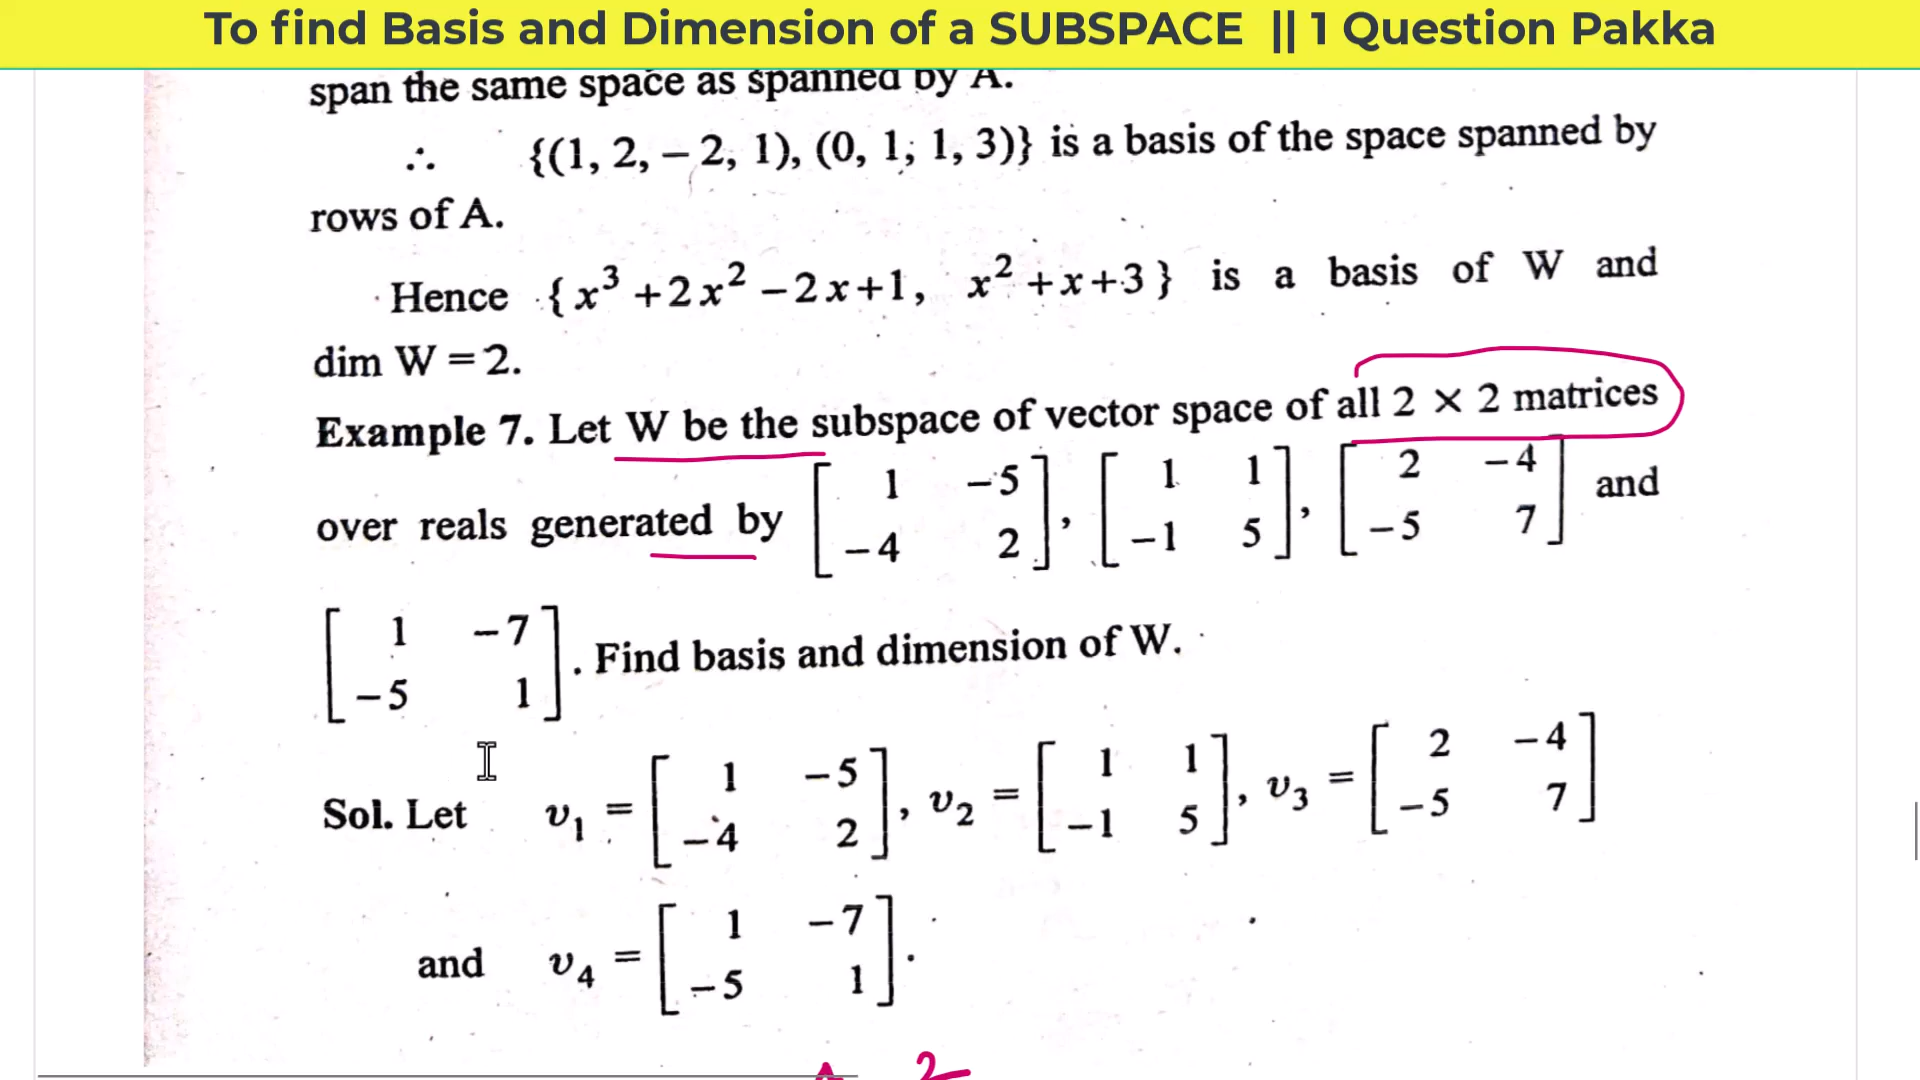 To find Basis and Dimension of a SUBSPACE || 1 Question Pakka
span the same space as spanned by A.
∴ {(1, 2, – 2, 1), (0, 1, 1, 3)} is a basis of the space spanned by
rows of A.
Hence { x³ + 2x² – 2x + 1, x² + x + 3 } is a basis of W and
dim W = 2.
Example 7. Let W be the subspace of vector space of all 2 × 2 matrices
over reals generated by [ 1 –5 ; –4 2 ], [ 1 1 ; –1 5 ], [ 2 –4 ; –5 7 ] and
[ 1 –7 ; –5 1 ]. Find basis and dimension of W.
Sol. Let v₁ = [ 1 –5 ; –4 2 ], v₂ = [ 1 1 ; –1 5 ], v₃ = [ 2 –4 ; –5 7 ]
and v₄ = [ 1 –7 ; –5 1 ].